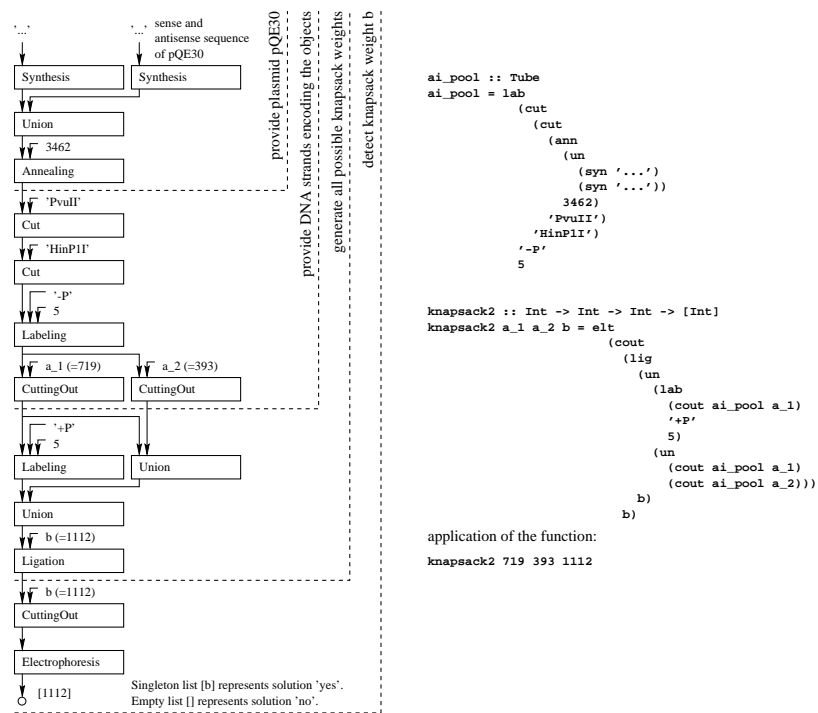 '...'
'...'
sense and
antisense sequence
of pQE30
Synthesis
Synthesis
Union
3462
Annealing
'PvuII'
Cut
'HinP1I'
Cut
'-P'
5
Labeling
a_1 (=719)
a_2 (=393)
CuttingOut
CuttingOut
'+P'
5
Labeling
Union
Union
b (=1112)
Ligation
b (=1112)
CuttingOut
Electrophoresis
[1112]
Singleton list [b] represents solution 'yes'.
Empty list [] represents solution 'no'.
provide plasmid pQE30
provide DNA strands encoding the objects
generate all possible knapsack weights
detect knapsack weight b
ai_pool :: Tube
ai_pool = lab
(cut
(cut
(ann
(un
(syn '...')
(syn '...'))
3462)
'PvuII')
'HinP1I')
'-P'
5
knapsack2 :: Int -> Int -> Int -> [Int]
knapsack2 a_1 a_2 b = elt
(cout
(lig
(un
(lab
(cout ai_pool a_1)
'+P'
5)
(un
(cout ai_pool a_1)
(cout ai_pool a_2)))
b)
b)
application of the function:
knapsack2 719 393 1112